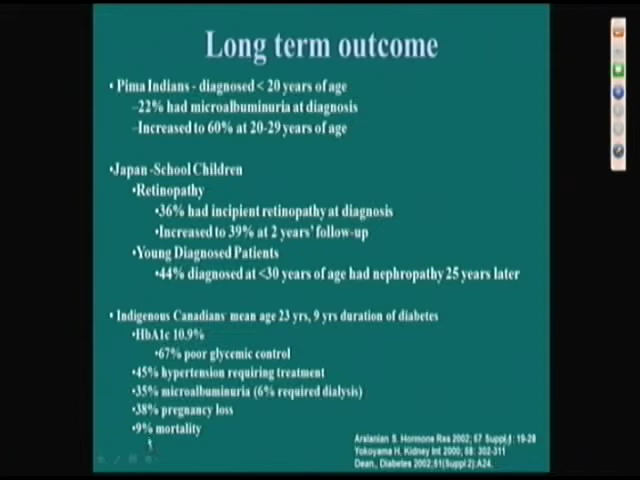 Long term outcome
• Pima Indians - diagnosed < 20 years of age
–22% had microalbuminuria at diagnosis
–Increased to 60% at 20-29 years of age
•Japan -School Children
•Retinopathy
•36% had incipient retinopathy at diagnosis
•Increased to 39% at 2 years' follow-up
•Young Diagnosed Patients
•44% diagnosed at <30 years of age had nephropathy 25 years later
• Indigenous Canadians mean age 23 yrs, 9 yrs duration of diabetes
•HbA1c 10.9%
•67% poor glycemic control
•45% hypertension requiring treatment
•35% microalbuminuria (6% required dialysis)
•38% pregnancy loss
•9% mortality
Arslanian S. Hormone Res 2002; 57 Suppl 1: 19-28
Yokoyama H. Kidney Int 2000; 58: 302-311
Dean., Diabetes 2002;51(Suppl 2):A24.